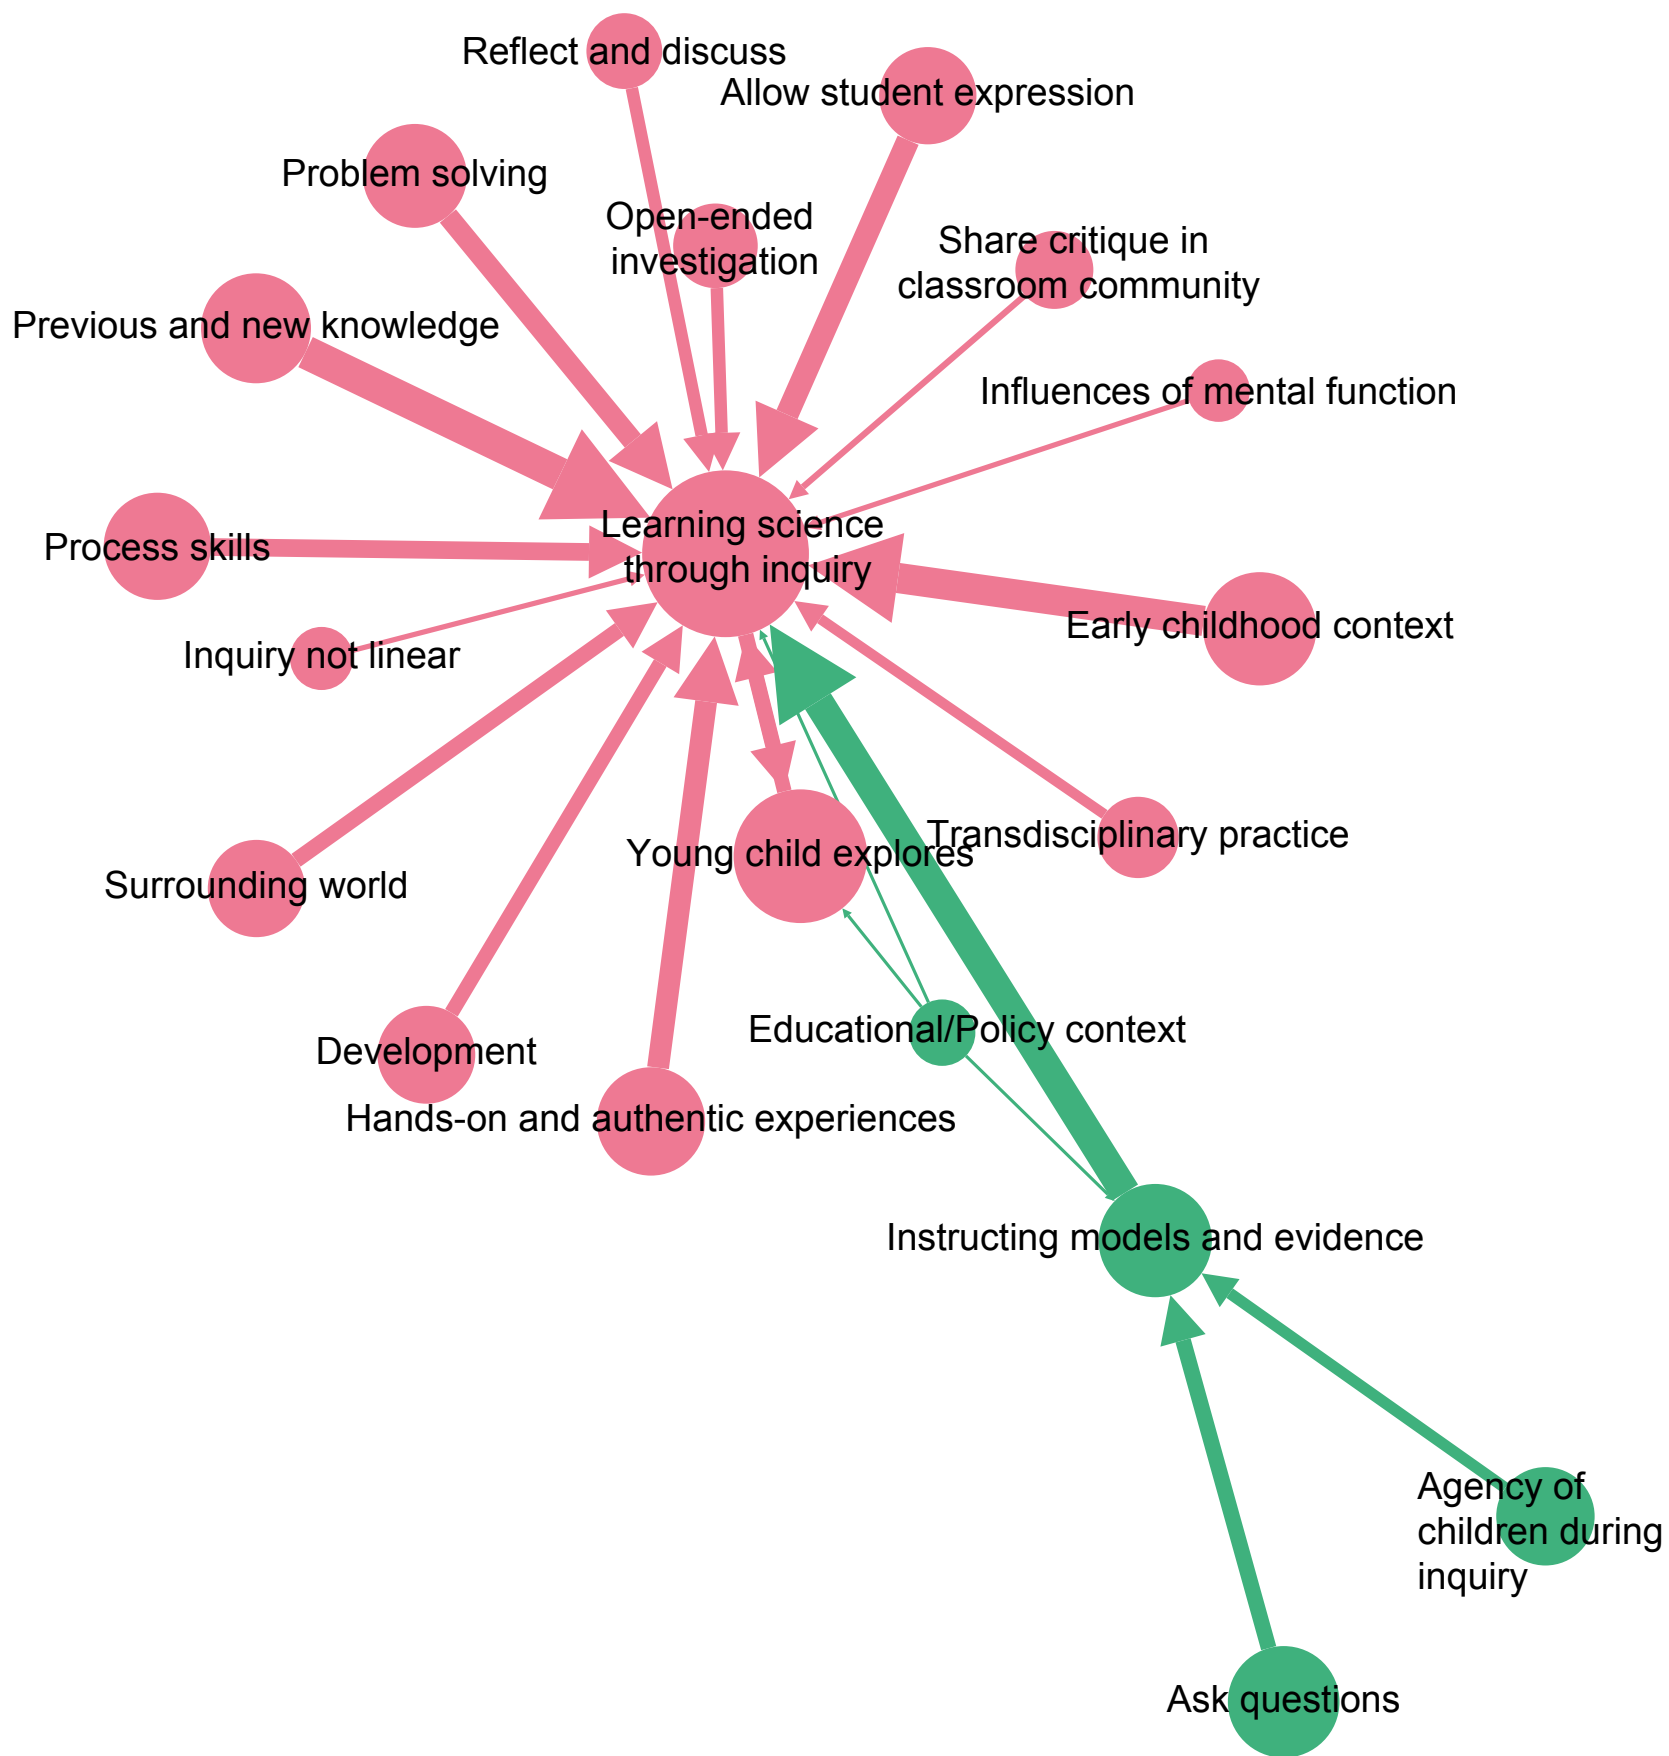 Reflect and discuss
Allow student expression
Problem solving
Open-ended
investigation
Share critique in
classroom community
Previous and new knowledge
Influences of mental function
Learning science
through inquiry
Process skills
Early childhood context
Inquiry not linear
Transdisciplinary practice
Young child explores
Surrounding world
Educational/Policy context
Development
Hands-on and authentic experiences
Instructing models and evidence
Agency of
children during
inquiry
Ask questions